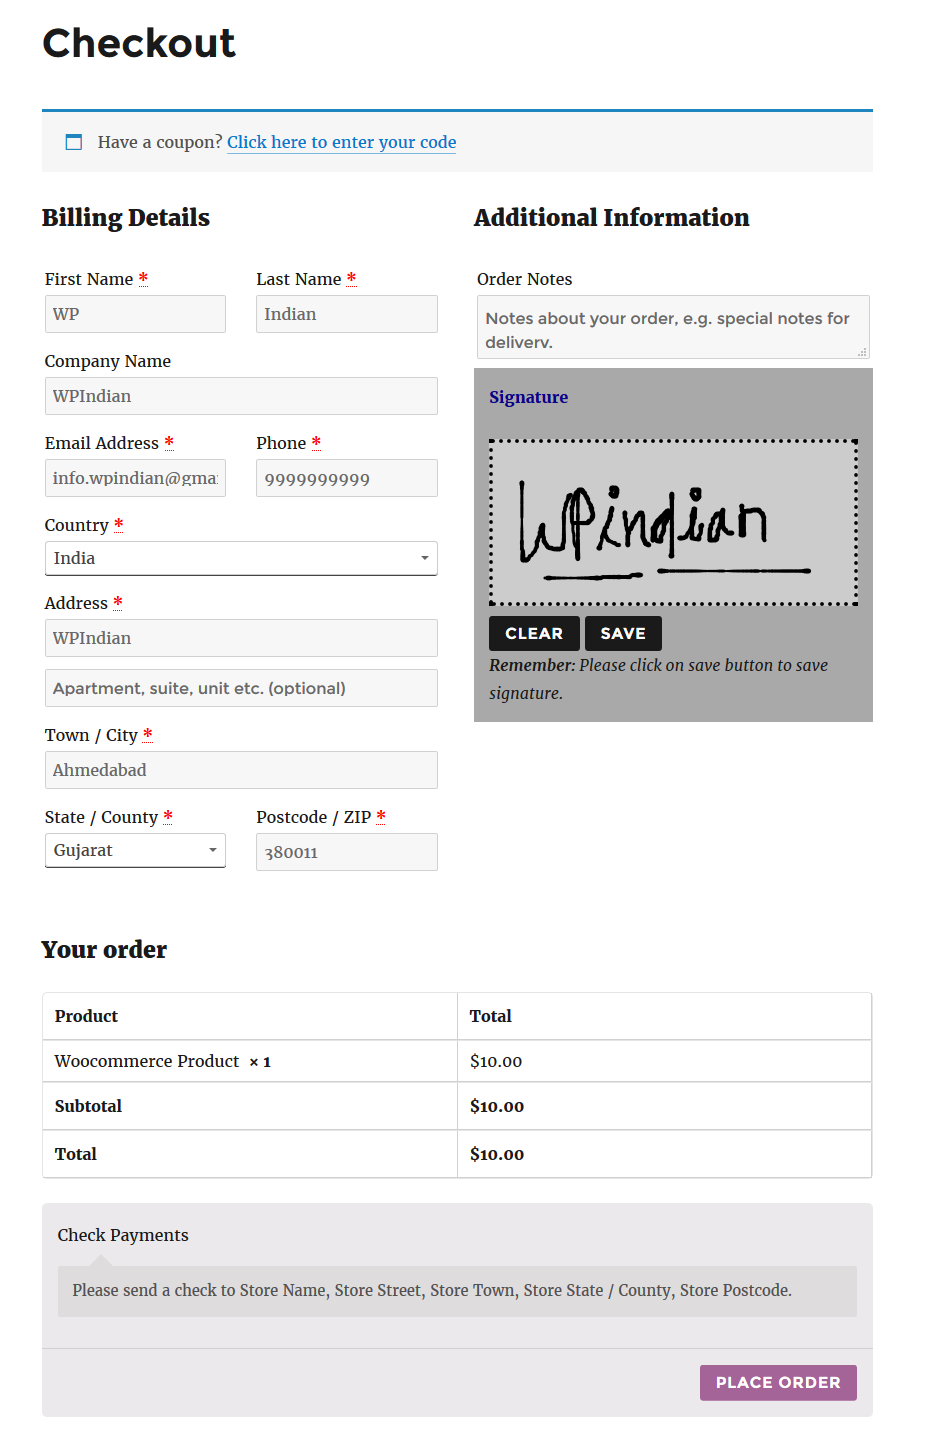 Checkout
Have a coupon? Click here to enter your code
Billing Details
First Name *
Last Name *
WP
Indian
Company Name
WPIndian
Email Address *
Phone *
info.wpindian@gmai
9999999999
Country *
India
Address *
WPIndian
Apartment, suite, unit etc. (optional)
Town / City *
Ahmedabad
State / County *
Postcode / ZIP *
Gujarat
380011
Additional Information
Order Notes
Notes about your order, e.g. special notes for
delivery.
Signature
WPindian
CLEAR
SAVE
Remember: Please click on save button to save
signature.
Your order
Product Total
Woocommerce Product × 1 $10.00
Subtotal $10.00
Total $10.00
Check Payments
Please send a check to Store Name, Store Street, Store Town, Store State / County, Store Postcode.
PLACE ORDER